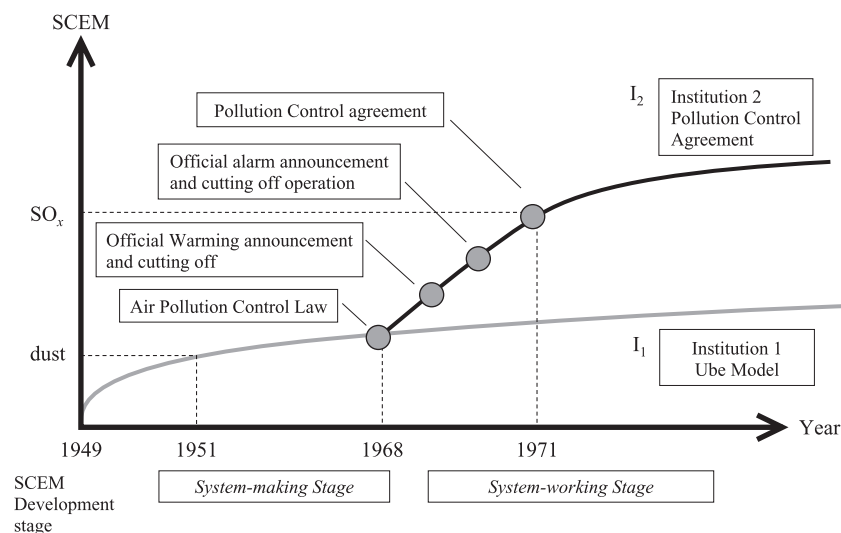 SCEM
I2
Institution 2
Pollution Control
Agreement
Pollution Control agreement
Official alarm announcement
and cutting off operation
SOx
Official Warming announcement
and cutting off
Air Pollution Control Law
dust
I1
Institution 1
Ube Model
Year
1949
1951
1968
1971
SCEM
Development
stage
System-making Stage
System-working Stage